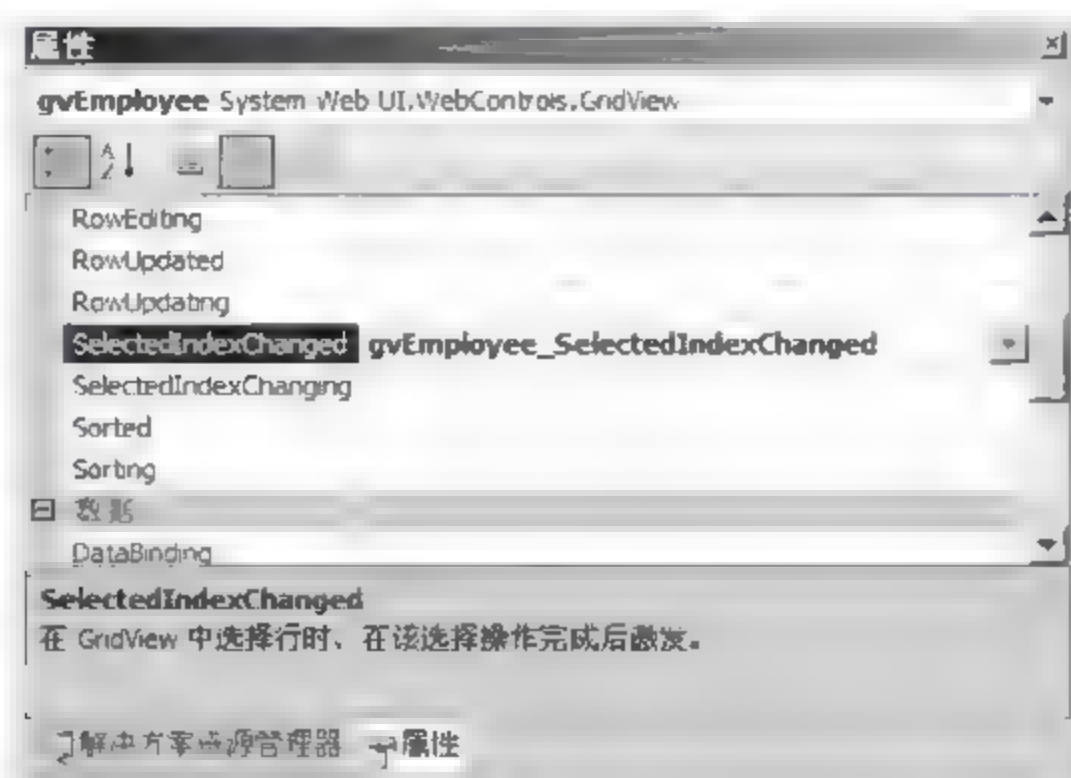 属性
gvEmployee System.Web.UI.WebControls.GridView
RowEditing
RowUpdated
RowUpdating
SelectedIndexChanged gvEmployee_SelectedIndexChanged
SelectedIndexChanging
Sorted
Sorting
数据
DataBinding
SelectedIndexChanged
在 GridView 中选择行时、在该选择操作完成后激发。
解决方案资源管理器 属性